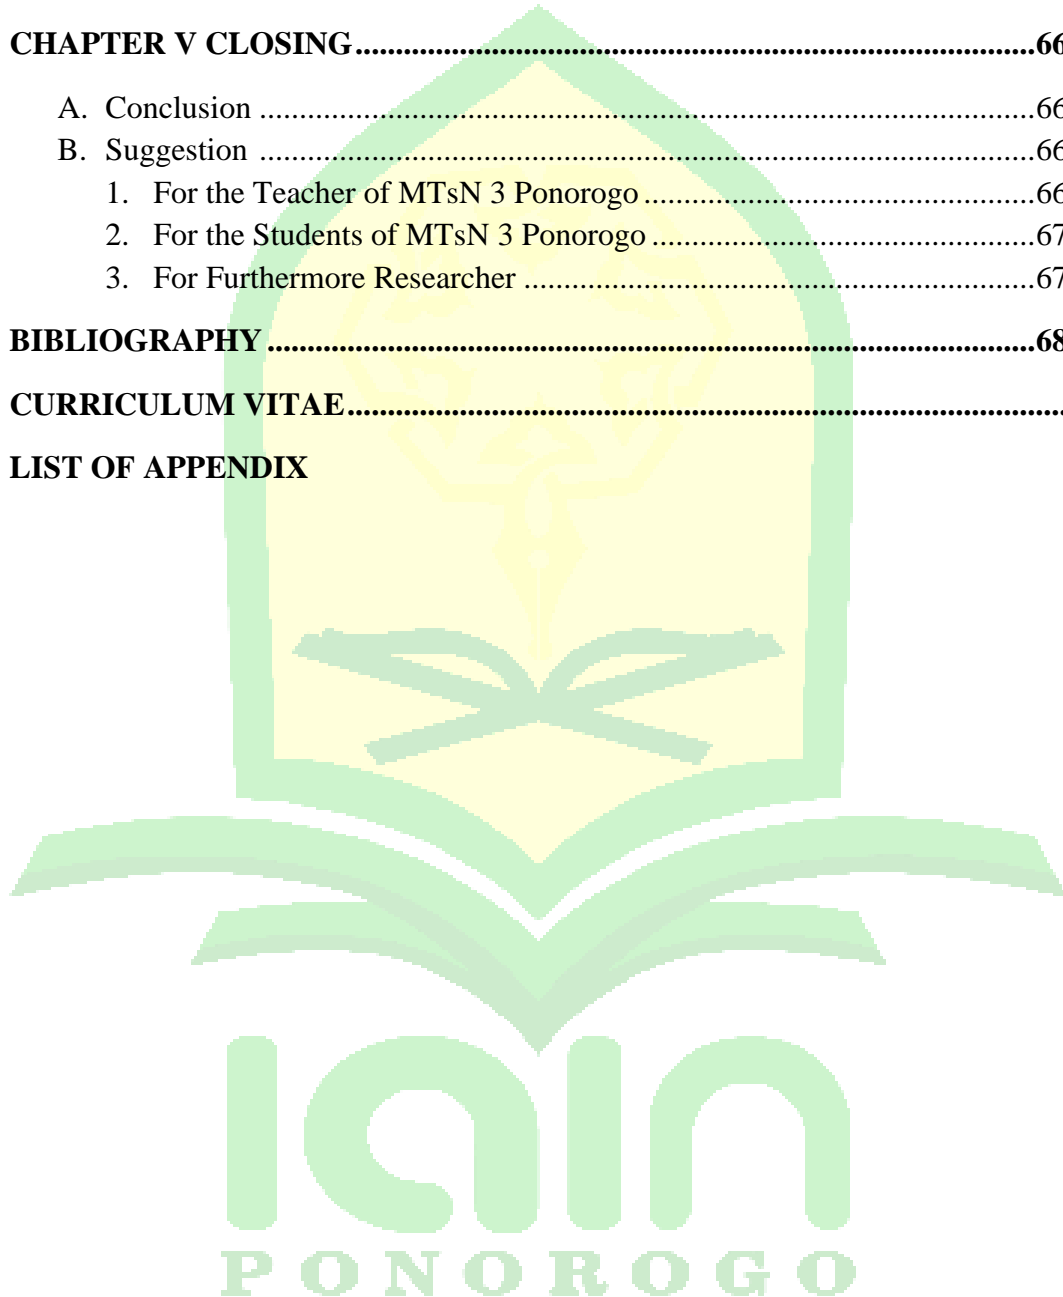 CHAPTER V CLOSING....................................................................................66
A. Conclusion ................................................................................................66
B. Suggestion ................................................................................................66
1. For the Teacher of MTsN 3 Ponorogo .................................................66
2. For the Students of MTsN 3 Ponorogo ................................................67
3. For Furthermore Researcher ................................................................67
BIBLIOGRAPHY ................................................................................................68
CURRICULUM VITAE..........................................................................................
LIST OF APPENDIX
IAIN
PONOROGO